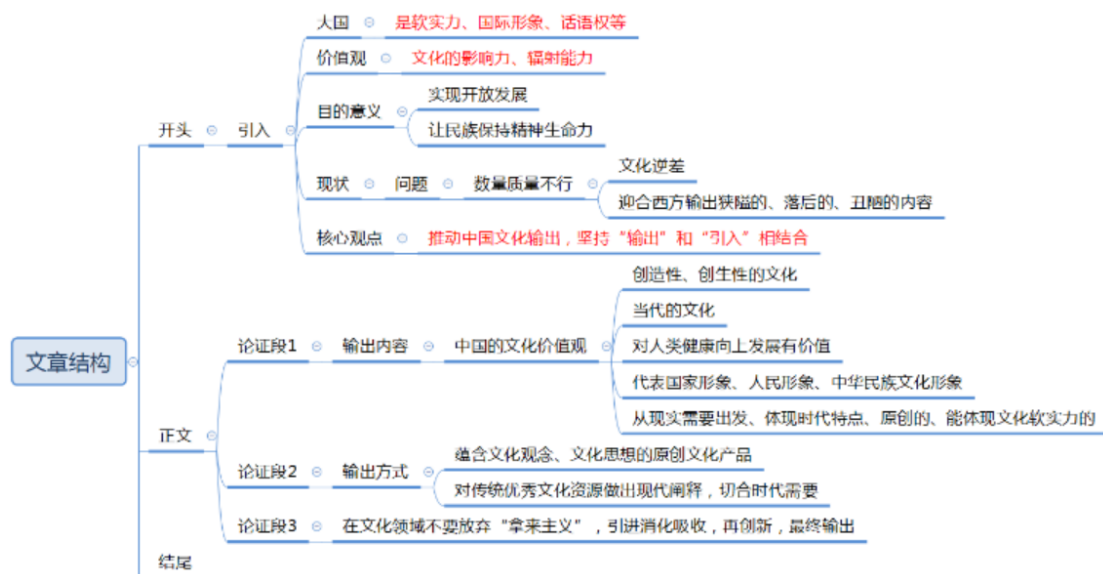 大国
是软实力、国际形象、话语权等
价值观
文化的影响力、辐射能力
目的意义
实现开放发展
让民族保持精神生命力
开头
引入
现状
问题
数量质量不行
文化逆差
迎合西方输出狭隘的、落后的、丑陋的内容
核心观点
推动中国文化输出，坚持“输出”和“引入”相结合
文章结构
正文
论证段1
输出内容
中国的文化价值观
创造性、创生性的文化
当代的文化
对人类健康向上发展有价值
代表国家形象、人民形象、中华民族文化形象
从现实需要出发、体现时代特点、原创的、能体现文化软实力的
论证段2
输出方式
蕴含文化观念、文化思想的原创文化产品
对传统优秀文化资源做出现代阐释，切合时代需要
论证段3
在文化领域不要放弃“拿来主义”，引进消化吸收，再创新，最终输出
结尾